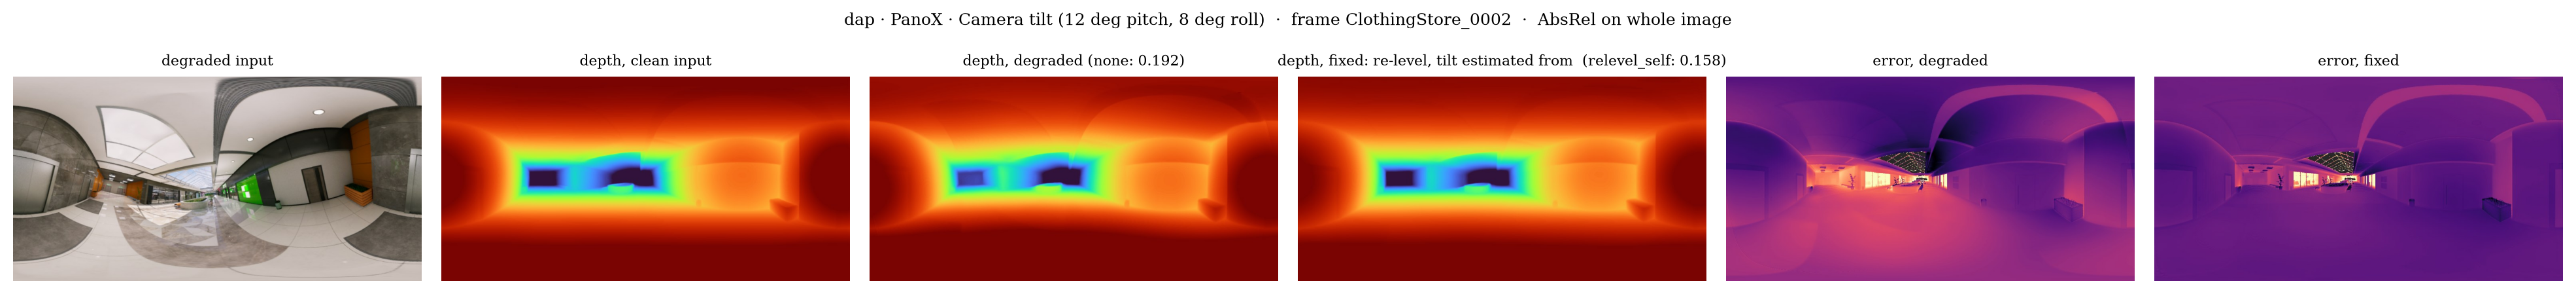 dap · PanoX · Camera tilt (12 deg pitch, 8 deg roll) · frame ClothingStore_0002 · AbsRel on whole image
degraded input
depth, clean input
depth, degraded (none: 0.192)
depth, fixed: re-level, tilt estimated from (relevel_self: 0.158)
error, degraded
error, fixed